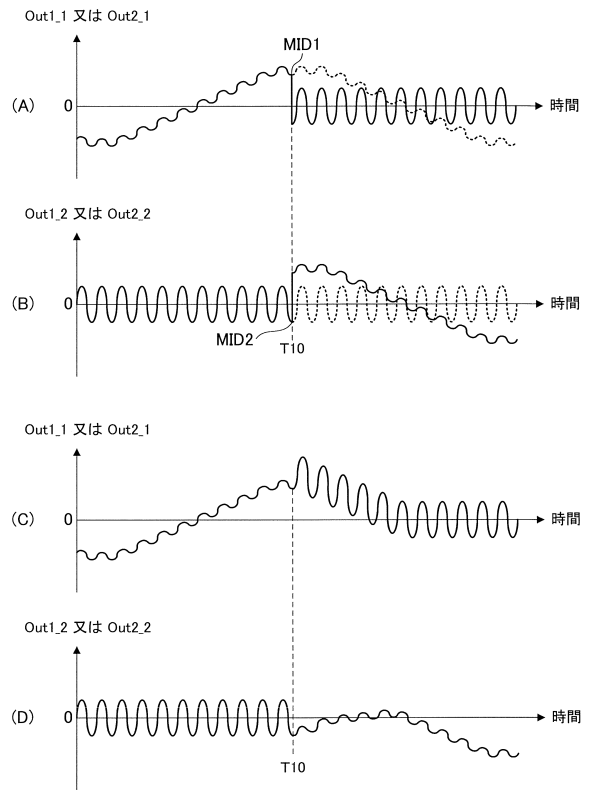 Out1_1 又は Out2_1
MID1
(A)
0
時間
Out1_2 又は Out2_2
(B)
0
時間
MID2
T10
Out1_1 又は Out2_1
(C)
0
時間
Out1_2 又は Out2_2
(D)
0
時間
T10